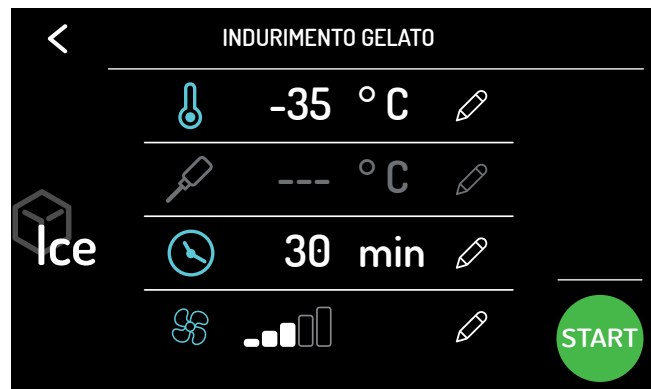 INDURIMENTO GELATO
-35 °C
--- °C
Ice
30 min
START